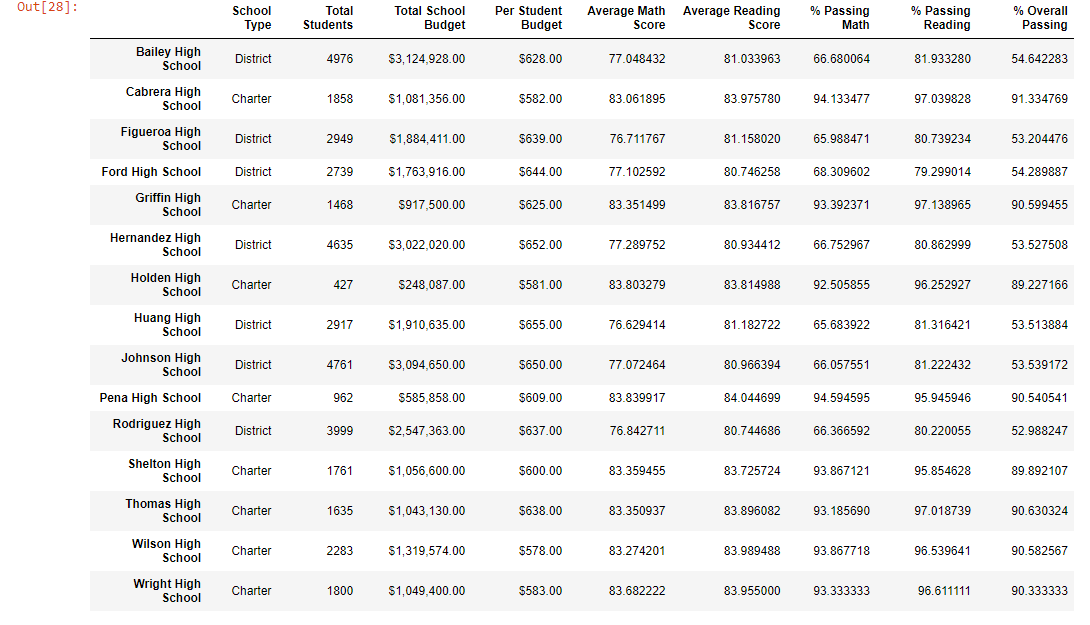 Out[28]:
School Type Total Students Total School Budget Per Student Budget Average Math Score Average Reading Score % Passing Math % Passing Reading % Overall Passing
Bailey High School District 4976 $3,124,928.00 $628.00 77.048432 81.033963 66.680064 81.933280 54.642283
Cabrera High School Charter 1858 $1,081,356.00 $582.00 83.061895 83.975780 94.133477 97.039828 91.334769
Figueroa High School District 2949 $1,884,411.00 $639.00 76.711767 81.158020 65.988471 80.739234 53.204476
Ford High School District 2739 $1,763,916.00 $644.00 77.102592 80.746258 68.309602 79.299014 54.289887
Griffin High School Charter 1468 $917,500.00 $625.00 83.351499 83.816757 93.392371 97.138965 90.599455
Hernandez High School District 4635 $3,022,020.00 $652.00 77.289752 80.934412 66.752967 80.862999 53.527508
Holden High School Charter 427 $248,087.00 $581.00 83.803279 83.814988 92.505855 96.252927 89.227166
Huang High School District 2917 $1,910,635.00 $655.00 76.629414 81.182722 65.683922 81.316421 53.513884
Johnson High School District 4761 $3,094,650.00 $650.00 77.072464 80.966394 66.057551 81.222432 53.539172
Pena High School Charter 962 $585,858.00 $609.00 83.839917 84.044699 94.594595 95.945946 90.540541
Rodriguez High School District 3999 $2,547,363.00 $637.00 76.842711 80.744686 66.366592 80.220055 52.988247
Shelton High School Charter 1761 $1,056,600.00 $600.00 83.359455 83.725724 93.867121 95.854628 89.892107
Thomas High School Charter 1635 $1,043,130.00 $638.00 83.350937 83.896082 93.185690 97.018739 90.630324
Wilson High School Charter 2283 $1,319,574.00 $578.00 83.274201 83.989488 93.867718 96.539641 90.582567
Wright High School Charter 1800 $1,049,400.00 $583.00 83.682222 83.955000 93.333333 96.611111 90.333333